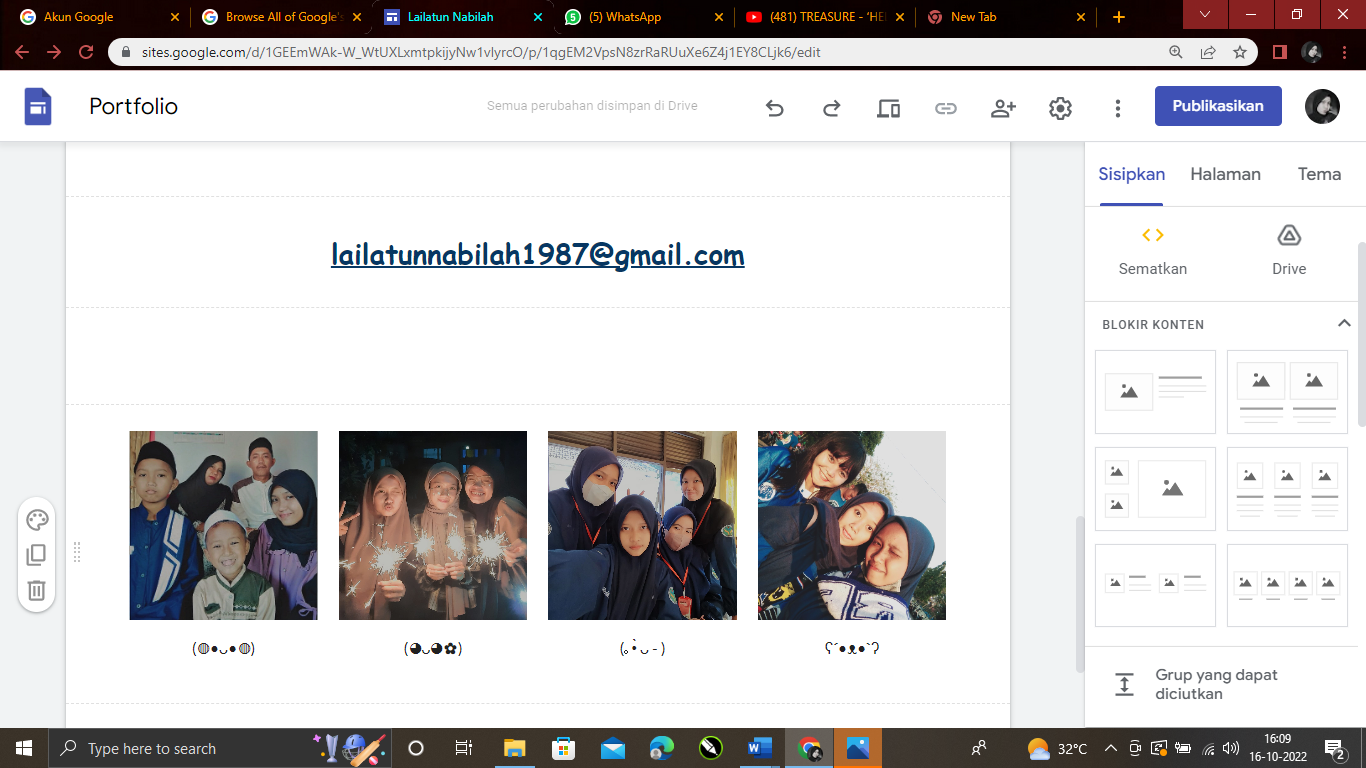 Akun Google
Browse All of Google's
Lailatun Nabilah
(5) WhatsApp
(481) TREASURE - 'HE
New Tab
sites.google.com/d/1GEEmWAk-W_WtUXLxmtpkijyNw1vlyrcO/p/1qgEM2VpsN8zrRaRUuXe6Z4j1EY8CLjk6/edit
Portfolio
Semua perubahan disimpan di Drive
Publikasikan
Sisipkan
Halaman
Tema
lailatunnabilah1987@gmail.com
Sematkan
Drive
BLOKIR KONTEN
(◍•ᴗ•◍)
(◕ᴗ◕✿)
(｡•̀ᴗ-)
ʕ´•ᴥ•`ʔ
Grup yang dapat
diciutkan
Type here to search
32°C
16:09
16-10-2022
2